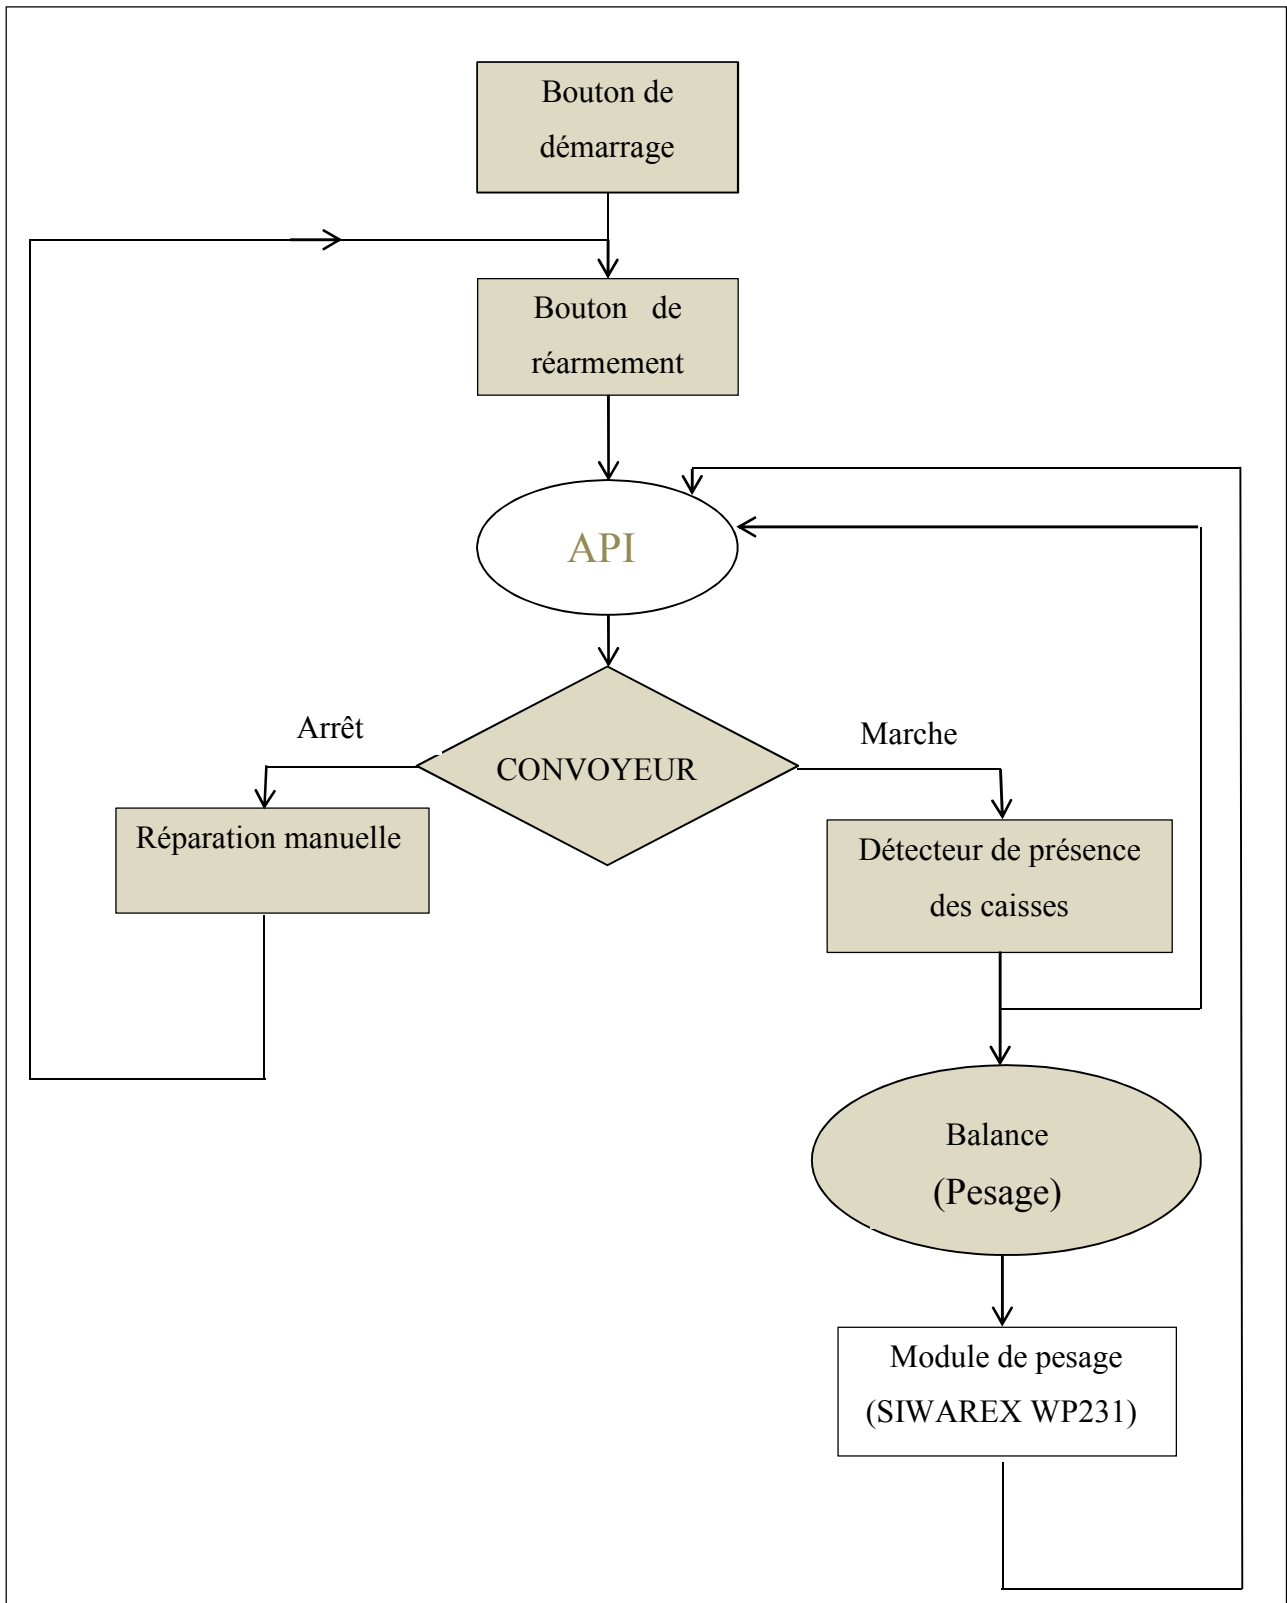 Bouton de
démarrage
Bouton de
réarmement
API
Arrêt
CONVOYEUR
Marche
Réparation manuelle
Détecteur de présence
des caisses
Balance
(Pesage)
Module de pesage
(SIWAREX WP231)